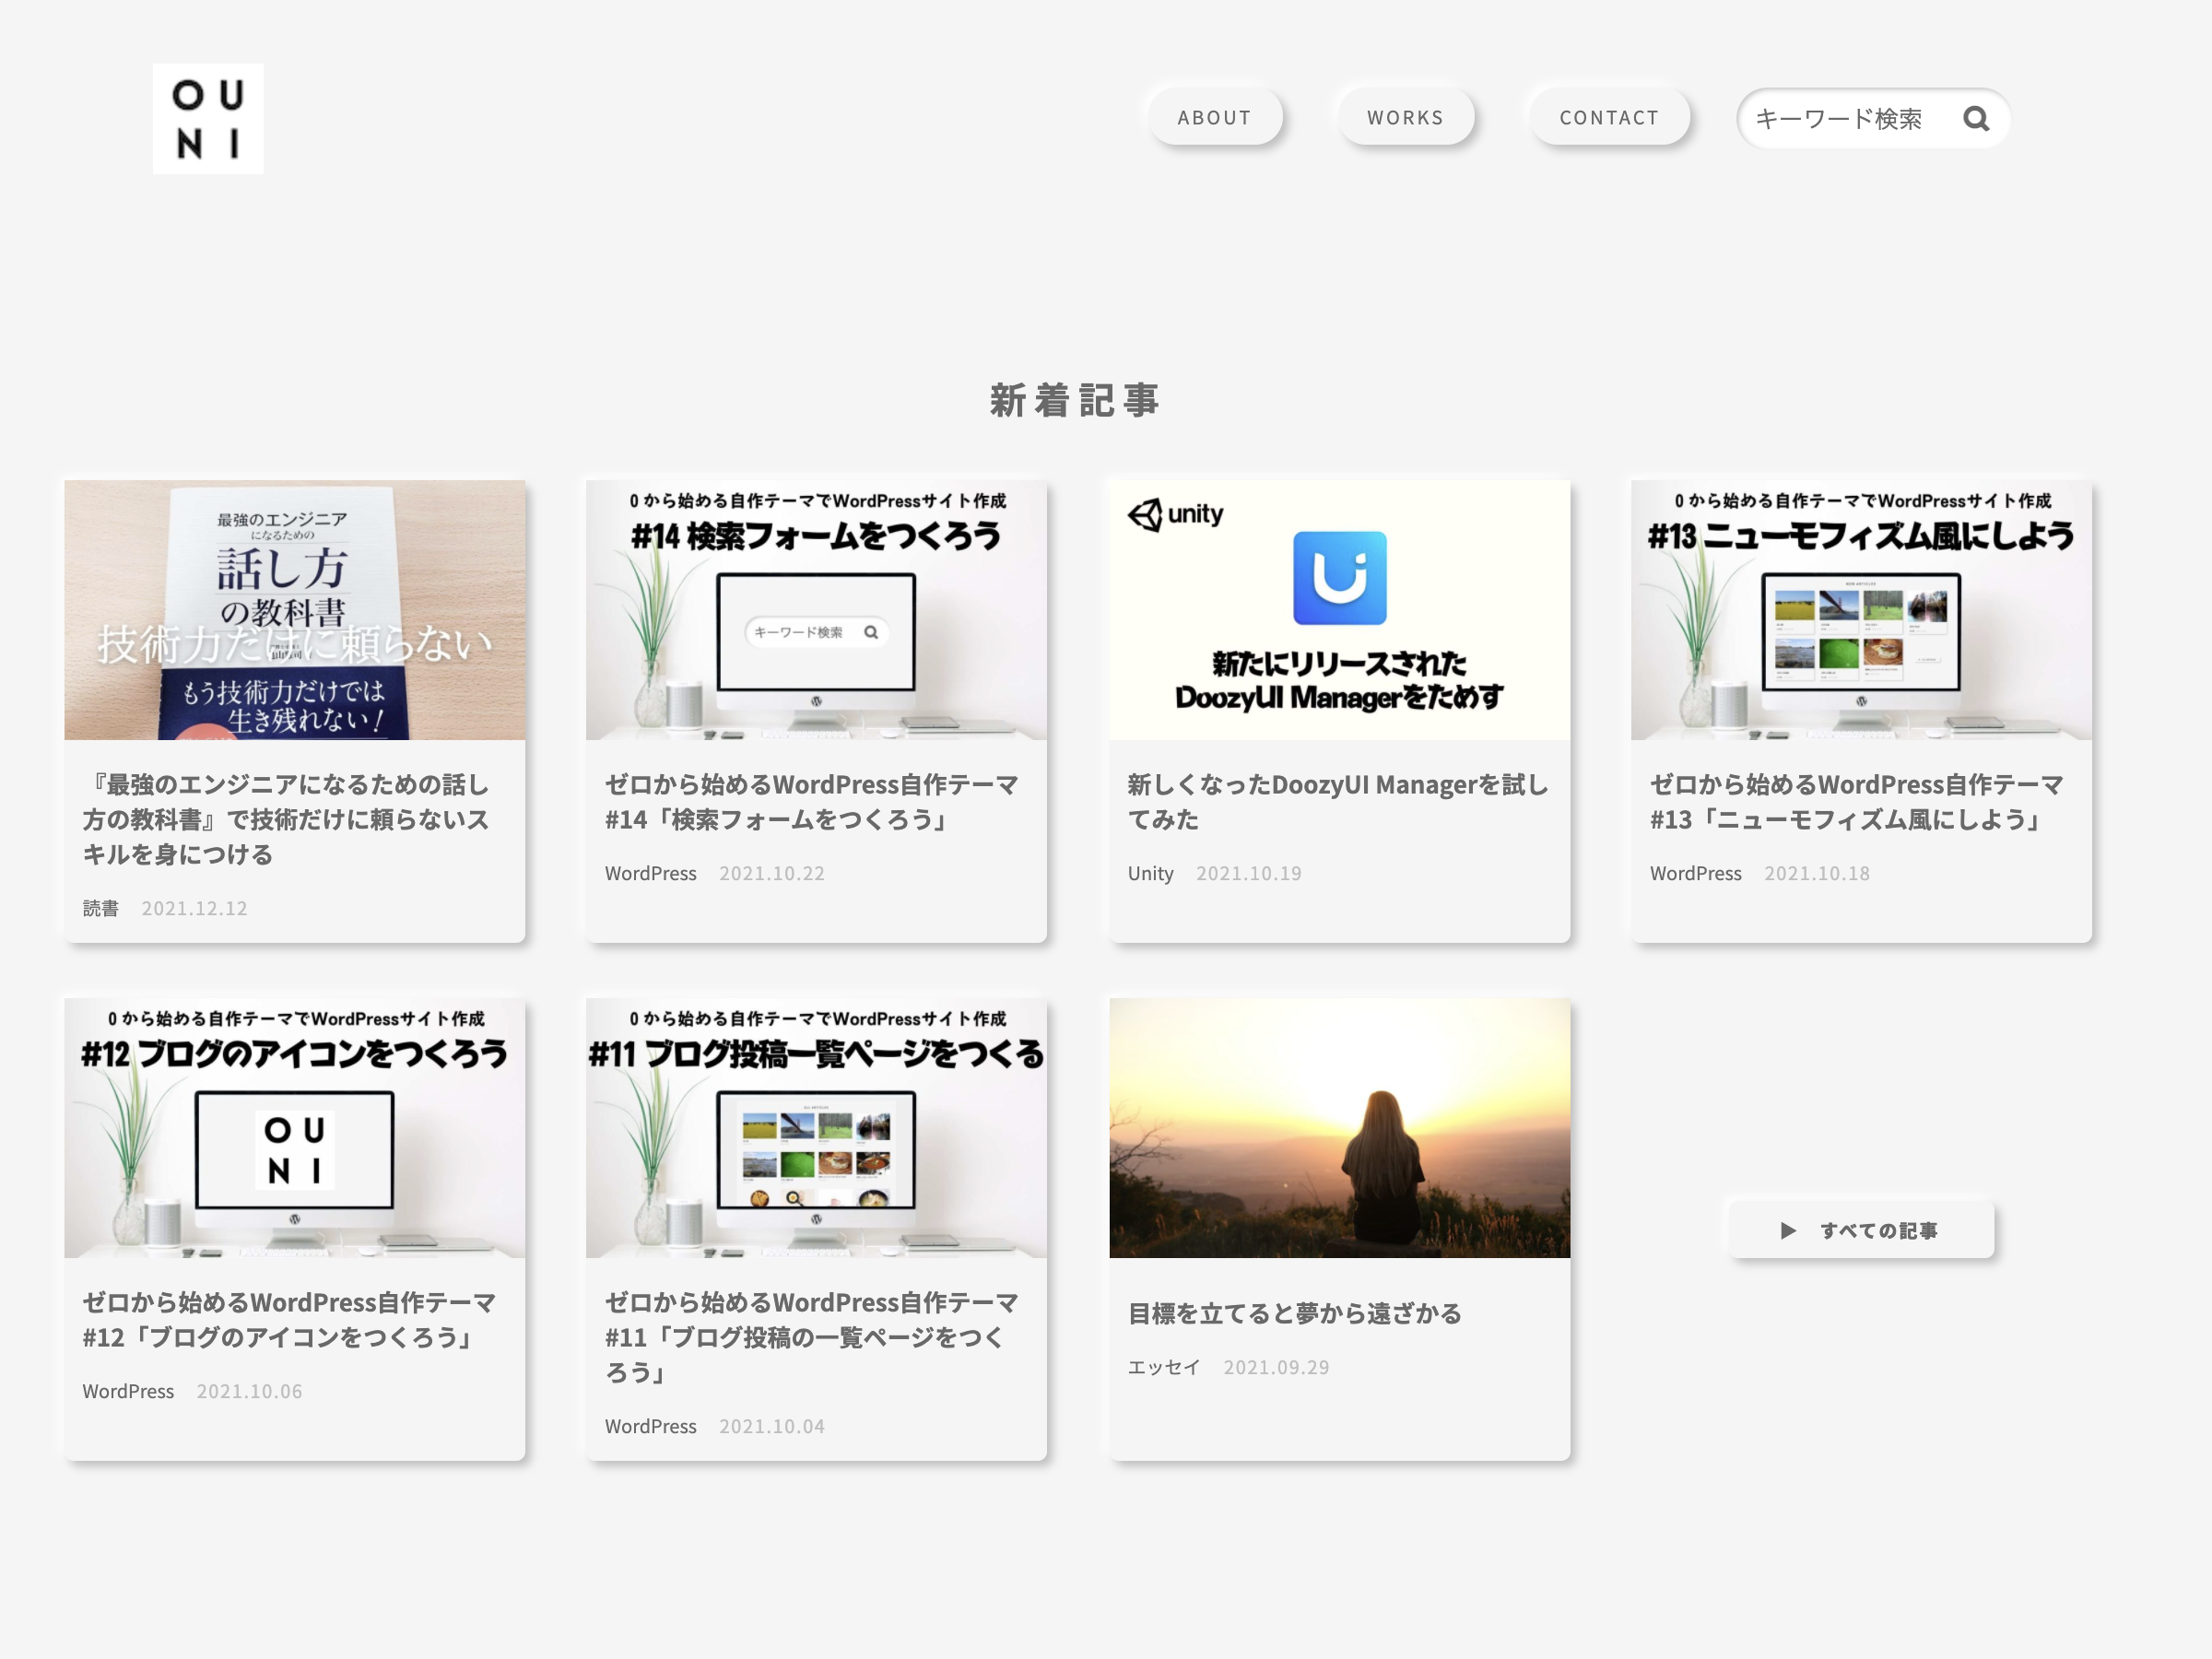 O U
N I
ABOUT
WORKS
CONTACT
キーワード検索
新着記事
最強のエンジニア
になるための
話し方
の教科書
技術力だけに頼らない
もう技術力だけでは
生き残れない!
『最強のエンジニアになるための話し
方の教科書』で技術だけに頼らないス
キルを身につける
読書 2021.12.12
0 から始める自作テーマでWordPressサイト作成
#14 検索フォームをつくろう
キーワード検索
ゼロから始めるWordPress自作テーマ
#14「検索フォームをつくろう」
WordPress 2021.10.22
unity
新たにリリースされた
DoozyUI Managerをためす
新しくなったDoozyUI Managerを試し
てみた
Unity 2021.10.19
0 から始める自作テーマでWordPressサイト作成
#13 ニューモフィズム風にしよう
ゼロから始めるWordPress自作テーマ
#13「ニューモフィズム風にしよう」
WordPress 2021.10.18
0 から始める自作テーマでWordPressサイト作成
#12 ブログのアイコンをつくろう
O U
N I
ゼロから始めるWordPress自作テーマ
#12「ブログのアイコンをつくろう」
WordPress 2021.10.06
0 から始める自作テーマでWordPressサイト作成
#11 ブログ投稿一覧ページをつくる
ゼロから始めるWordPress自作テーマ
#11「ブログ投稿の一覧ページをつく
ろう」
WordPress 2021.10.04
目標を立てると夢から遠ざかる
エッセイ 2021.09.29
▶ すべての記事